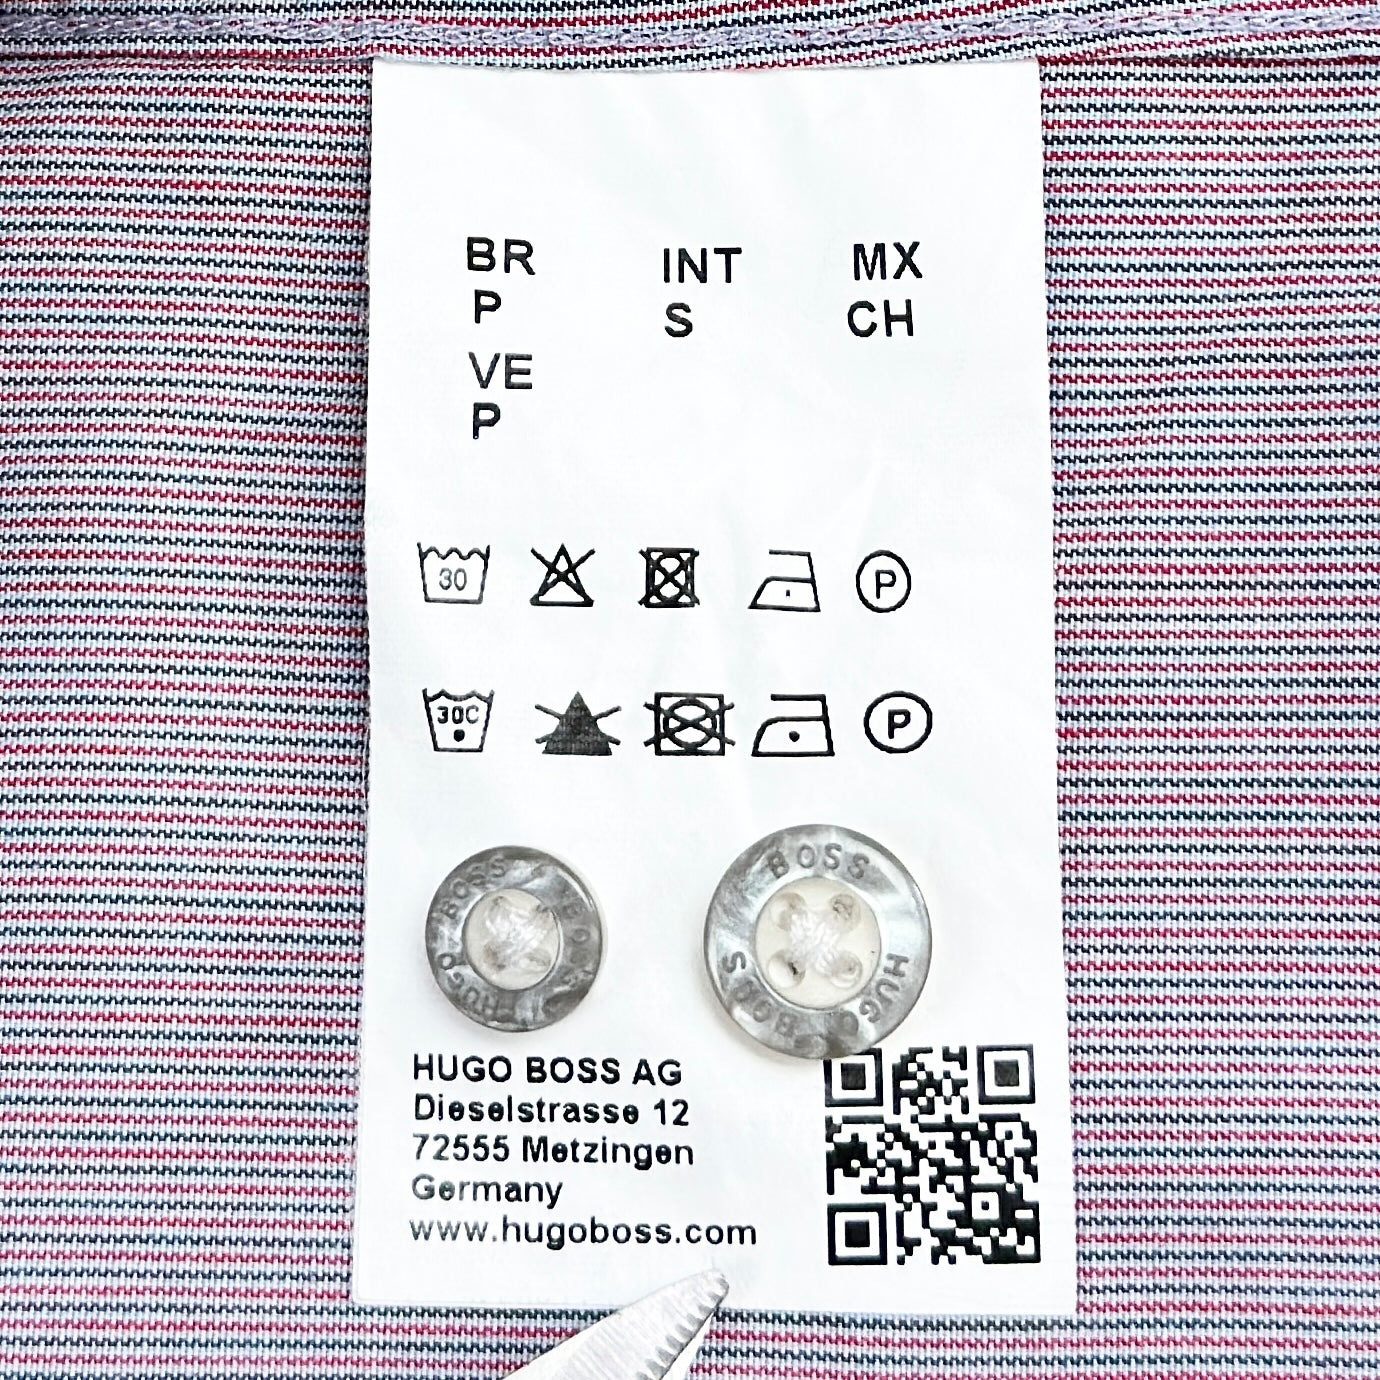 BR INT MX
P S CH
VE
P
30
P
30C
P
BOSS HUGO BOSS
BOSS HUGO BOSS
HUGO BOSS AG
Dieselstrasse 12
72555 Metzingen
Germany
www.hugoboss.com